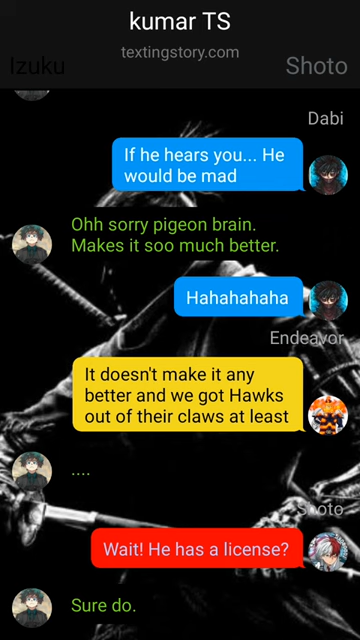 kumar TS
textingstory.com
Izuku
Shoto
Dabi
If he hears you... He
would be mad
Ohh sorry pigeon brain.
Makes it soo much better.
Hahahahaha
Endeavor
It doesn't make it any
better and we got Hawks
out of their claws at least
....
Shoto
Wait! He has a license?
Sure do.